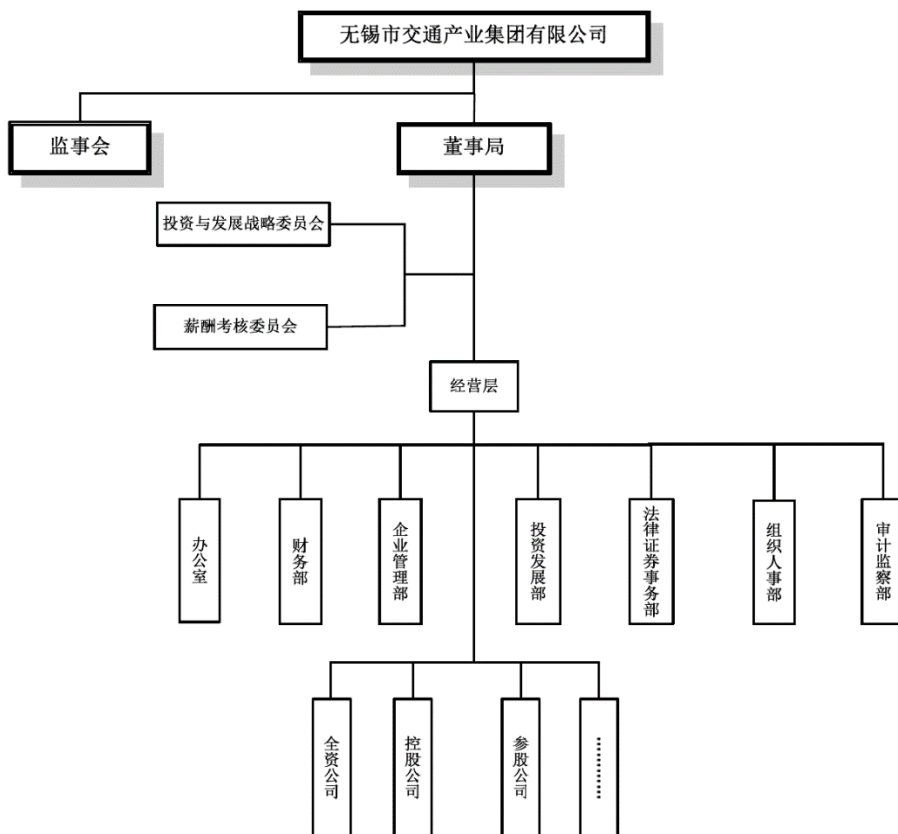 无锡市交通产业集团有限公司
监事会
董事局
投资与发展战略委员会
薪酬考核委员会
经营层
办公室
财务部
企业管理部
投资发展部
法律证券事务部
组织人事部
审计监察部
全资公司
控股公司
参股公司
…………